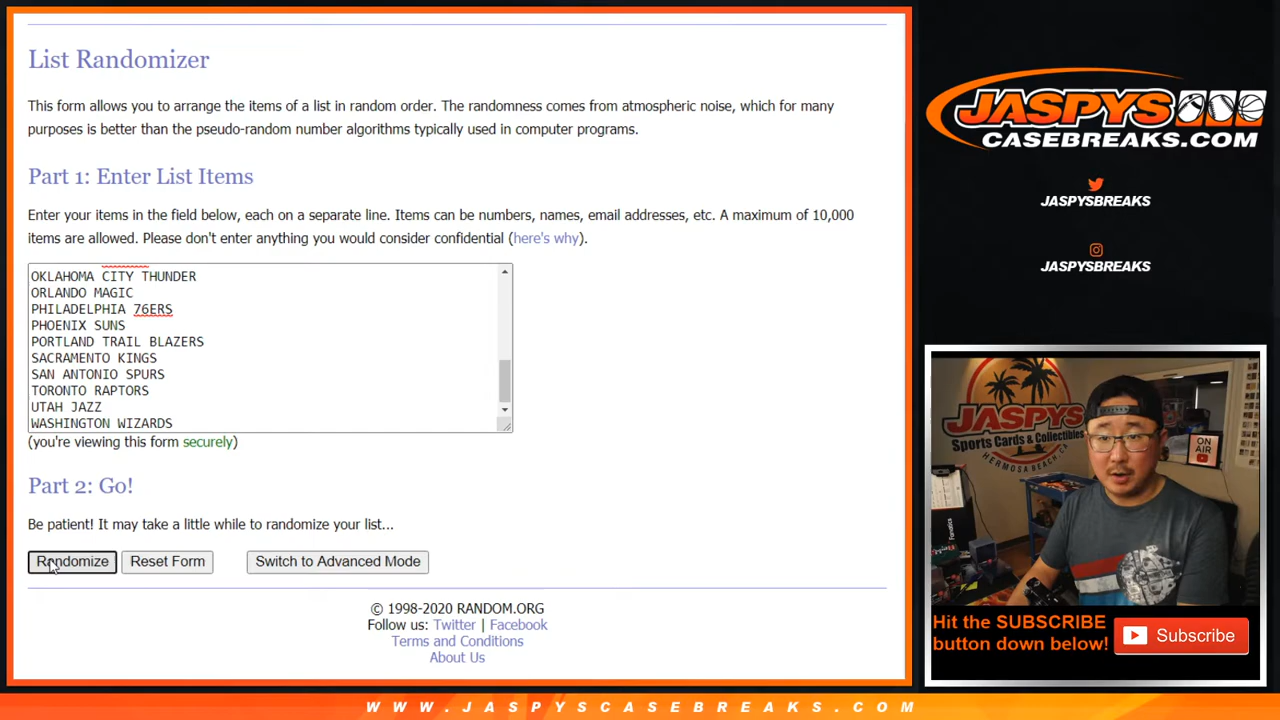 List Randomizer
This form allows you to arrange the items of a list in random order. The randomness comes from atmospheric noise, which for many
purposes is better than the pseudo-random number algorithms typically used in computer programs.
Part 1: Enter List Items
Enter your items in the field below, each on a separate line. Items can be numbers, names, email addresses, etc. A maximum of 10,000
items are allowed. Please don't enter anything you would consider confidential (here's why).
OKLAHOMA CITY THUNDER
ORLANDO MAGIC
PHILADELPHIA 76ERS
PHOENIX SUNS
PORTLAND TRAIL BLAZERS
SACRAMENTO KINGS
SAN ANTONIO SPURS
TORONTO RAPTORS
UTAH JAZZ
WASHINGTON WIZARDS
(you're viewing this form securely)
Part 2: Go!
Be patient! It may take a little while to randomize your list...
Randomize Reset Form Switch to Advanced Mode
© 1998-2020 RANDOM.ORG
Follow us: Twitter | Facebook
Terms and Conditions
About Us
JASPYS
CASEBREAKS.COM
JASPYSBREAKS
JASPYSBREAKS
JASPYS
Sports Cards & Collectibles
HERMOSA BEACH, CA
ON
AIR
Fanatics
Hit the SUBSCRIBE
button down below!
Subscribe
WWW.JASPYSCASEBREAKS.COM